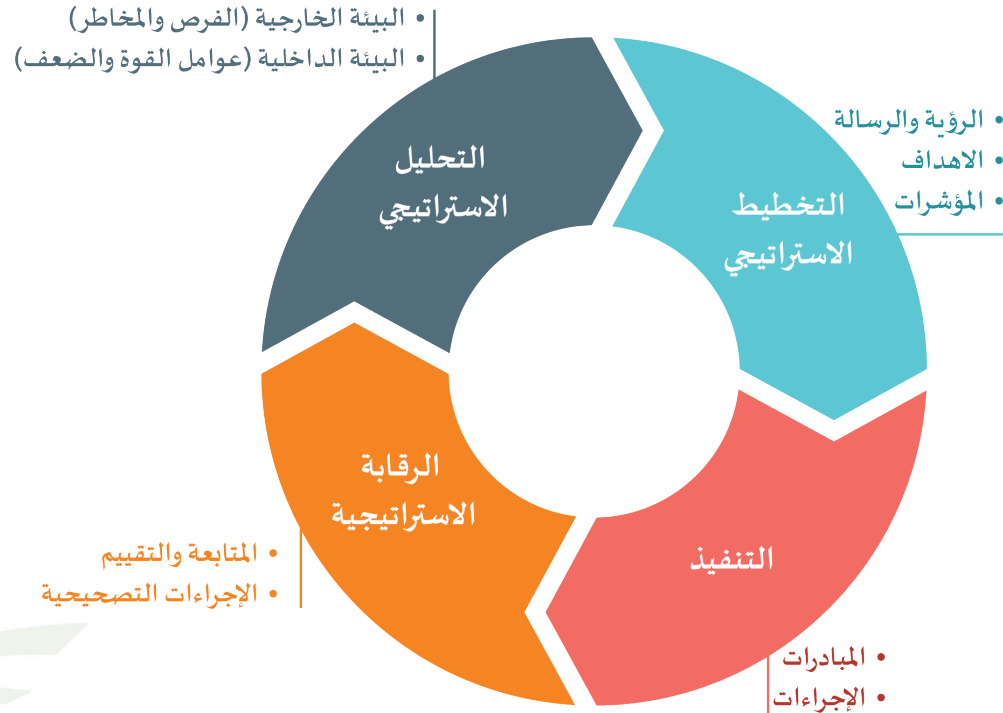 • البيئة الخارجية (الفرص والمخاطر)
• البيئة الداخلية (عوامل القوة والضعف)
التحليل
الاستراتيجي
• الرؤية والرسالة
• الاهداف
• المؤشرات
التخطيط
الاستراتيجي
التنفيذ
• المبادرات
• الإجراءات
الرقابة
الاستراتيجية
• المتابعة والتقييم
• الإجراءات التصحيحية